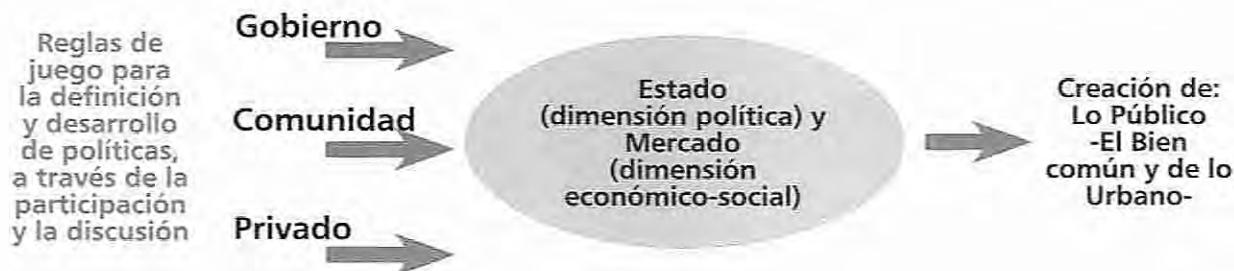 Reglas de
juego para
la definición
y desarrollo
de políticas,
a través de la
participación
y la discusión
Gobierno
Comunidad
Privado
Estado
(dimensión política) y
Mercado
(dimensión
económico-social)
Creación de:
Lo Público
-El Bien
común y de lo
Urbano-